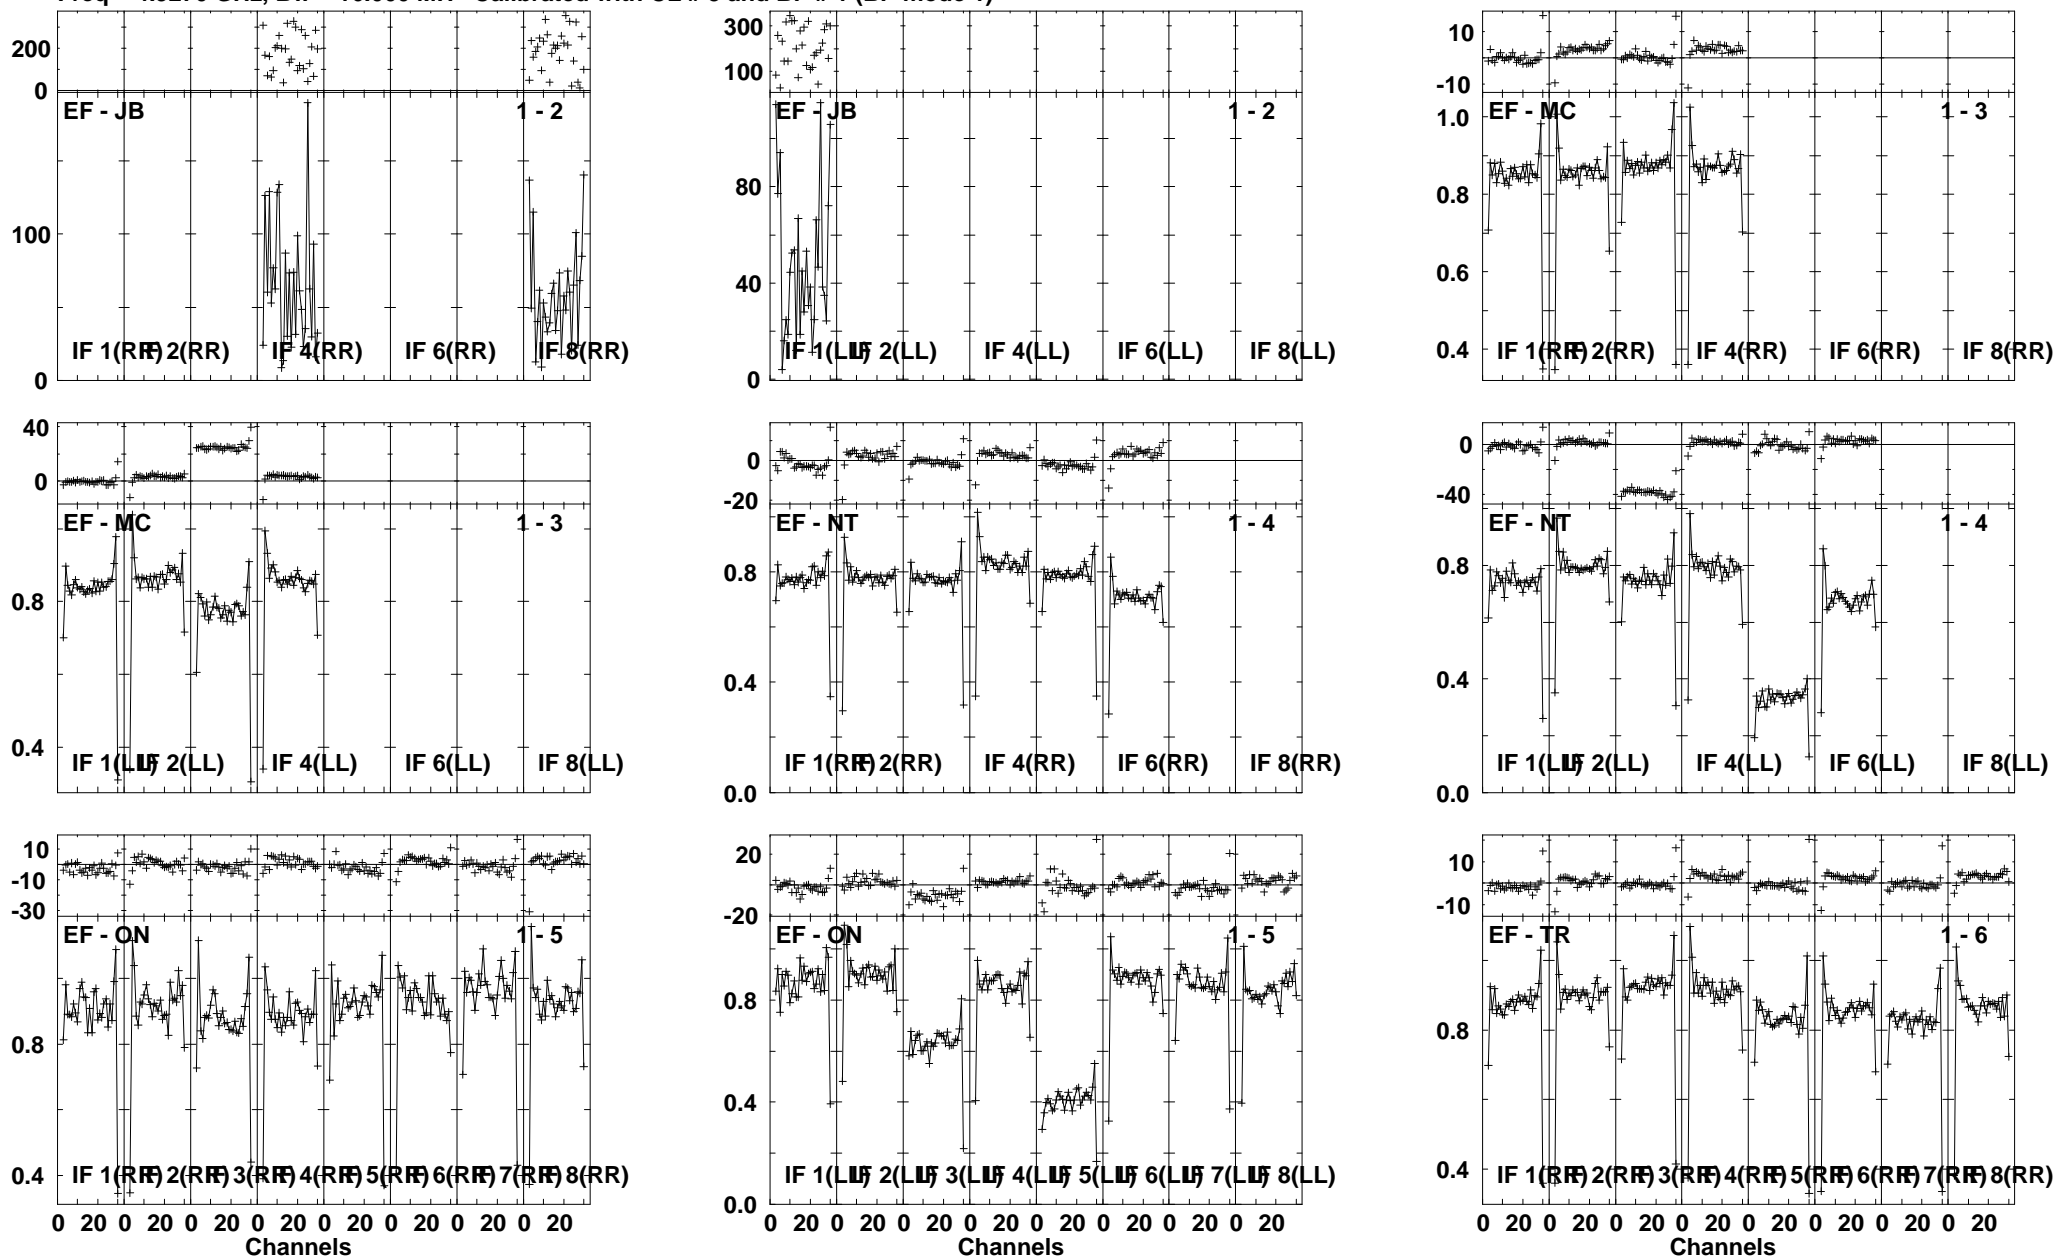 200
0
300
100
10
0
-10
EF - JB 1 - 2
EF - JB 1 - 2
EF - MC 1 - 3
100
0
80
40
0
1.0
0.8
0.6
0.4
IF 1(RR) IF 2(RR) IF 4(RR) IF 6(RR) IF 8(RR)
IF 1(LL) IF 2(LL) IF 4(LL) IF 6(LL) IF 8(LL)
IF 1(RR) IF 2(RR) IF 4(RR) IF 6(RR) IF 8(RR)
40
20
0
0
-20
0
-40
EF - MC 1 - 3
EF - NT 1 - 4
EF - NT 1 - 4
0.8
0.4
0.8
0.4
0.0
0.8
0.4
0.0
IF 1(LL) IF 2(LL) IF 4(LL) IF 6(LL) IF 8(LL)
IF 1(RR) IF 2(RR) IF 4(RR) IF 6(RR) IF 8(RR)
IF 1(LL) IF 2(LL) IF 4(LL) IF 6(LL) IF 8(LL)
10
-10
-30
20
0
-20
10
0
-10
EF - ON 1 - 5
EF - ON 1 - 5
EF - TR 1 - 6
0.8
0.4
0.8
0.4
0.0
0.8
0.4
IF 1(RR) IF 2(RR) IF 3(RR) IF 4(RR) IF 5(RR) IF 6(RR) IF 7(RR) IF 8(RR)
IF 1(LL) IF 2(LL) IF 3(LL) IF 4(LL) IF 5(LL) IF 6(LL) IF 7(LL) IF 8(LL)
IF 1(RR) IF 2(RR) IF 3(RR) IF 4(RR) IF 5(RR) IF 6(RR) IF 7(RR) IF 8(RR)
0 20 0 20 0 20 0 20 0 20 0 20 0 20 0 20
0 20 0 20 0 20 0 20 0 20 0 20 0 20 0 20
0 20 0 20 0 20 0 20 0 20 0 20 0 20 0 20
Channels
Channels
Channels